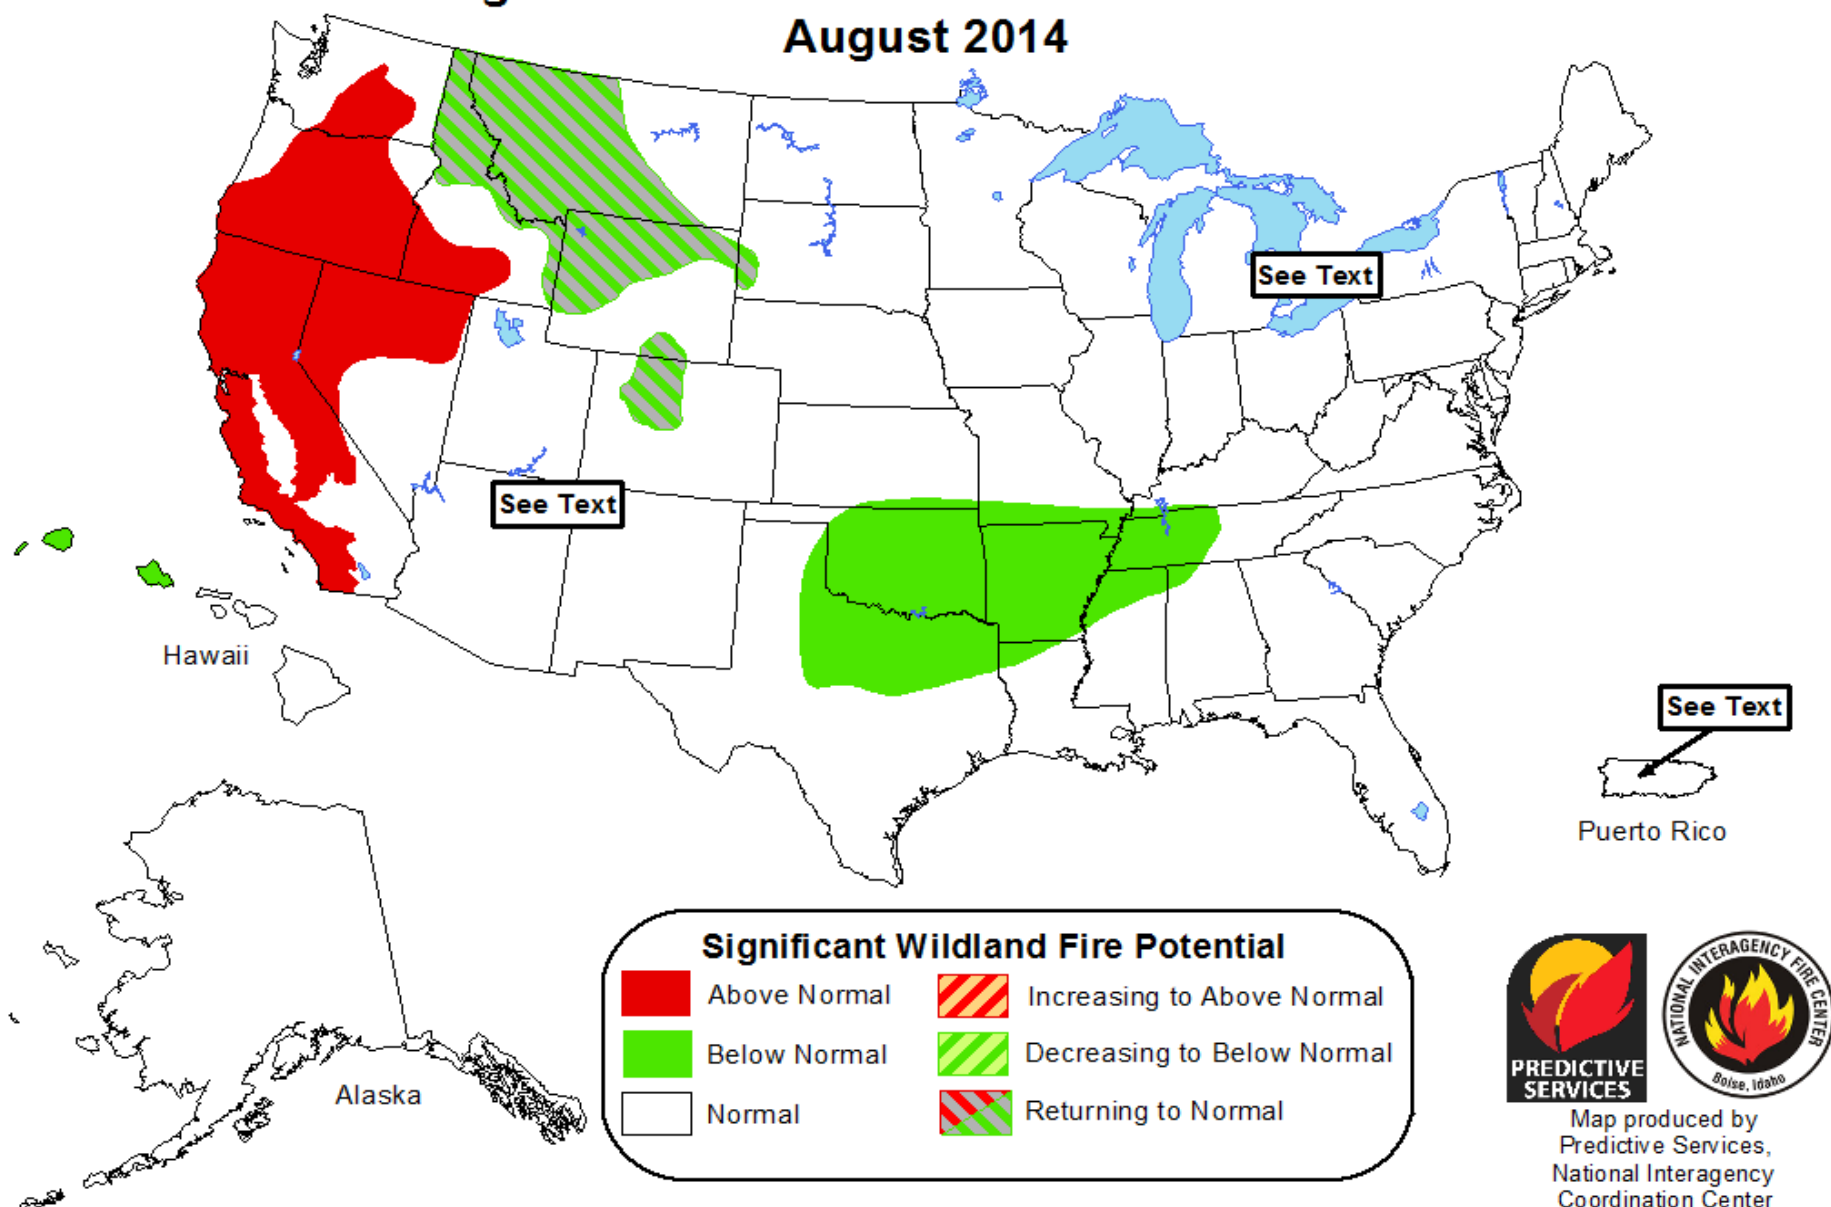 August 2014
See Text
See Text
Hawaii
See Text
Puerto Rico
Alaska
Significant Wildland Fire Potential
Above Normal
Increasing to Above Normal
Below Normal
Decreasing to Below Normal
Normal
Returning to Normal
PREDICTIVE
SERVICES
NATIONAL INTERAGENCY FIRE CENTER
Boise, Idaho
Map produced by
Predictive Services,
National Interagency
Coordination Center